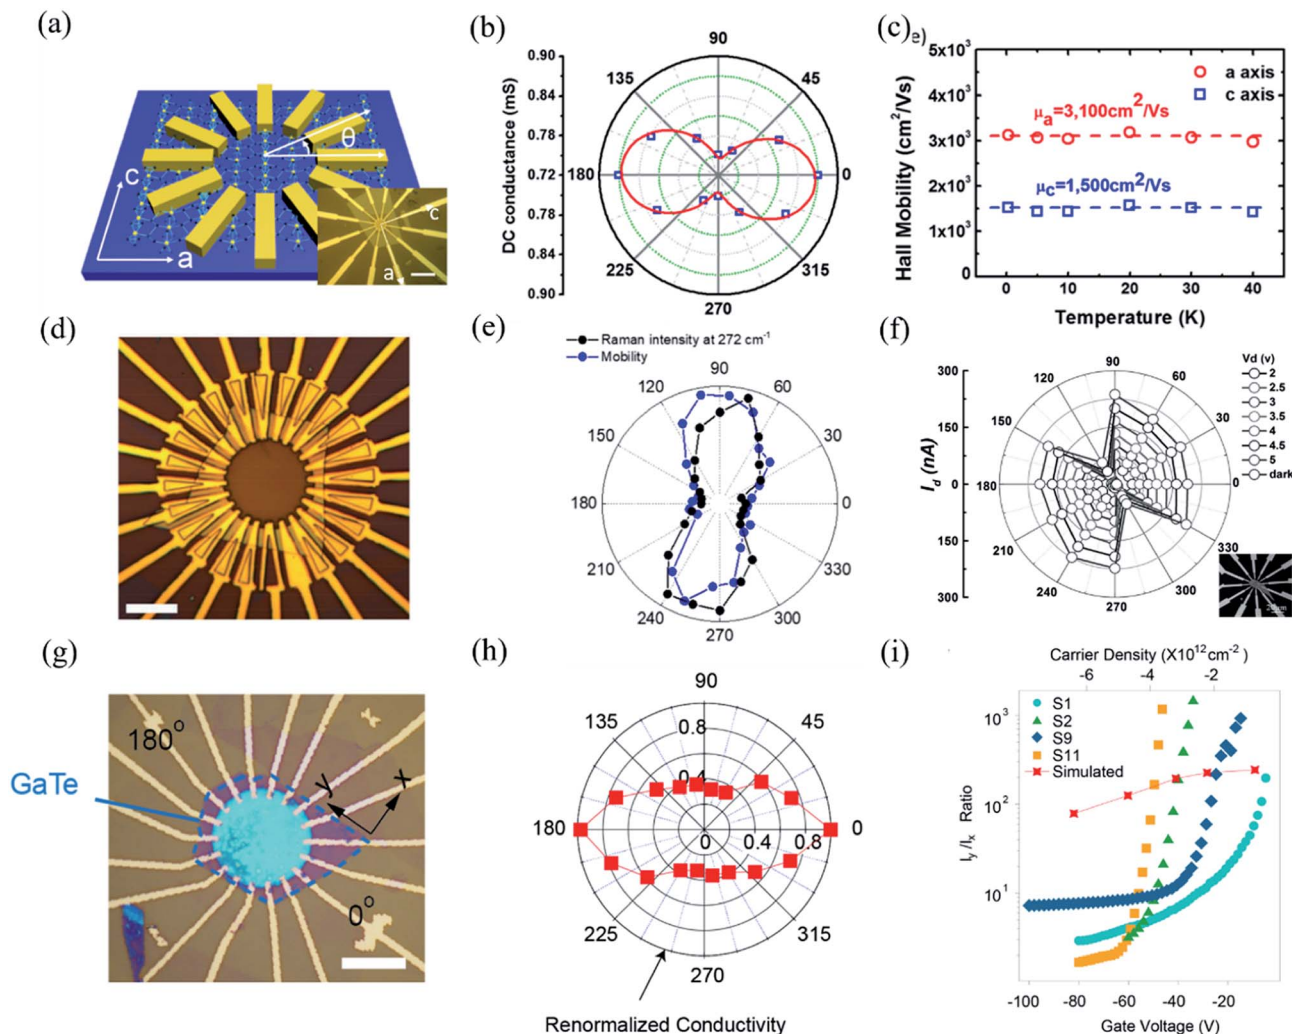 (a)
θ
c
a
c
a
(b)
DC conductance (mS)
0.90
0.84
0.78
0.72
0.78
0.84
0.90
90
135
45
180
0
225
315
270
(c)
e)
Hall Mobility (cm²/Vs)
5x10³
4x10³
3x10³
2x10³
1x10³
0
a axis
c axis
μa=3,100cm²/Vs
μc=1,500cm²/Vs
0
10
20
30
40
Temperature (K)
(d)
(e)
Raman intensity at 272 cm⁻¹
Mobility
90
120
60
150
30
180
0
210
330
240
300
270
(f)
Id (nA)
300
150
0
150
300
90
120
60
150
30
180
0
210
330
240
300
270
Vd (v)
2
2.5
3
3.5
4
4.5
5
dark
(g)
GaTe
180°
y
x
0°
(h)
90
135
45
0.8
0.4
180
0
0
0.4
0.8
225
315
270
Renormalized Conductivity
(i)
Carrier Density (X10¹²cm⁻²)
-6
-4
-2
S1
S2
S9
S11
Simulated
Iy/Ix Ratio
10³
10²
10¹
-100
-80
-60
-40
-20
0
Gate Voltage (V)